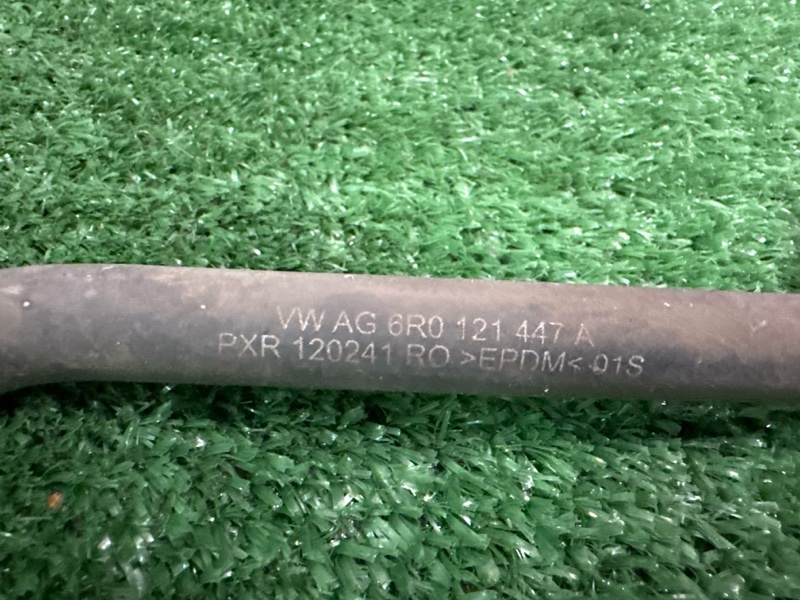 VW AG 6R0 121 447 A
PXR 120241 RO >EPDM< 01S